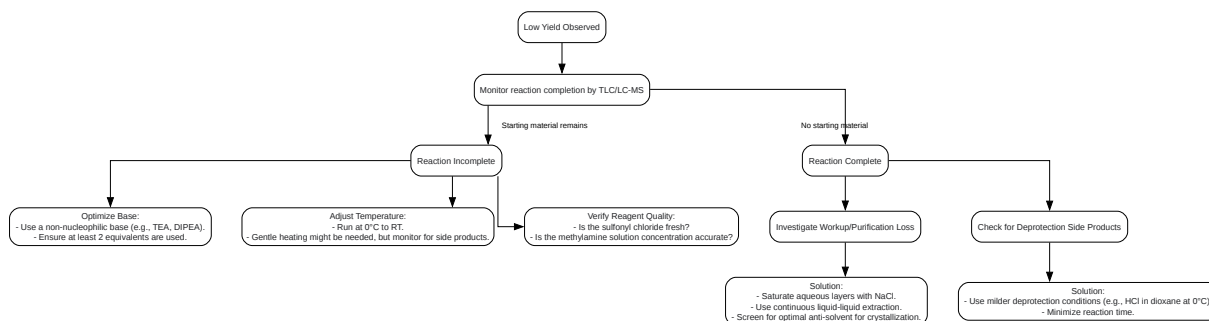 Low Yield Observed
Monitor reaction completion by TLC/LC-MS
Starting material remains
No starting material
Reaction Incomplete
Reaction Complete
Optimize Base:
- Use a non-nucleophilic base (e.g., TEA, DIPEA).
- Ensure at least 2 equivalents are used.
Adjust Temperature:
- Run at 0°C to RT.
- Gentle heating might be needed, but monitor for side products.
Verify Reagent Quality:
- Is the sulfonyl chloride fresh?
- Is the methylamine solution concentration accurate?
Investigate Workup/Purification Loss
Check for Deprotection Side Products
Solution:
- Saturate aqueous layers with NaCl.
- Use continuous liquid-liquid extraction.
- Screen for optimal anti-solvent for crystallization.
Solution:
- Use milder deprotection conditions (e.g., HCl in dioxane at 0°C)
- Minimize reaction time.